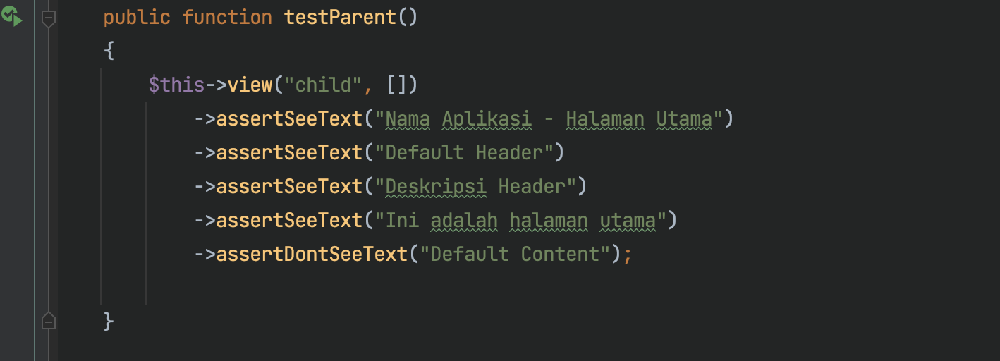 public function testParent()
{
$this->view("child", [])
->assertSeeText("Nama Aplikasi - Halaman Utama")
->assertSeeText("Default Header")
->assertSeeText("Deskripsi Header")
->assertSeeText("Ini adalah halaman utama")
->assertDontSeeText("Default Content");
}